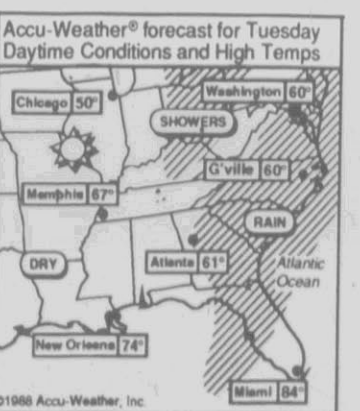 Accu-Weather® forecast for Tuesday
Daytime Conditions and High Temps
Washington 60°
Chicago 50°
SHOWERS
G'ville 60°
Memphis 67°
RAIN
Atlanta 61°
DRY
Atlantic
Ocean
New Orleans 74°
Miami 84°
©1988 Accu-Weather, Inc.